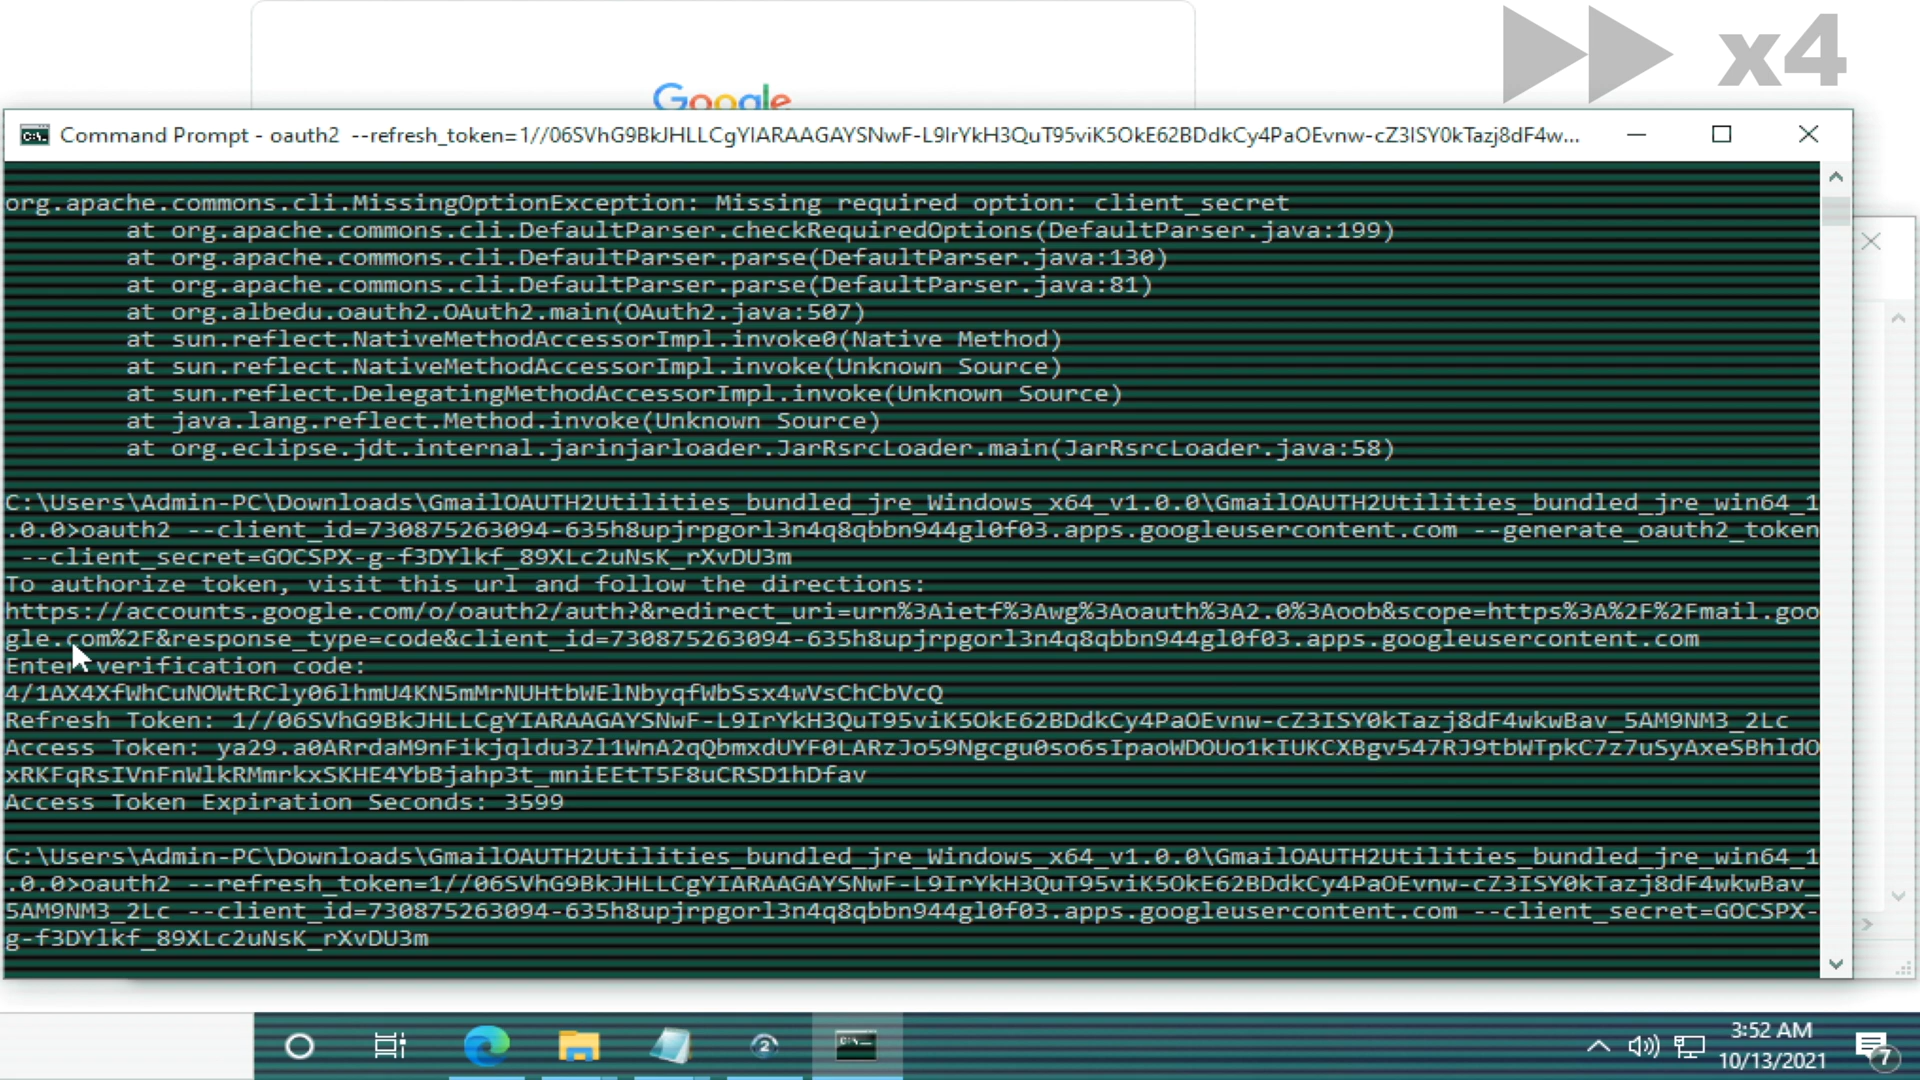 x4
Google
Command Prompt - oauth2 --refresh_token=1//06SVhG9BkJHLLCgYIARAAGAYSNwF-L9IrYkH3QuT95viK5OkE62BDdkCy4PaOEvnw-cZ3ISY0kTazj8dF4w...
org.apache.commons.cli.MissingOptionException: Missing required option: client_secret
at org.apache.commons.cli.DefaultParser.checkRequiredOptions(DefaultParser.java:199)
at org.apache.commons.cli.DefaultParser.parse(DefaultParser.java:130)
at org.apache.commons.cli.DefaultParser.parse(DefaultParser.java:81)
at org.albedu.oauth2.OAuth2.main(OAuth2.java:507)
at sun.reflect.NativeMethodAccessorImpl.invoke0(Native Method)
at sun.reflect.NativeMethodAccessorImpl.invoke(Unknown Source)
at sun.reflect.DelegatingMethodAccessorImpl.invoke(Unknown Source)
at java.lang.reflect.Method.invoke(Unknown Source)
at org.eclipse.jdt.internal.jarinjarloader.JarRsrcLoader.main(JarRsrcLoader.java:58)
C:\Users\Admin-PC\Downloads\GmailOAUTH2Utilities_bundled_jre_Windows_x64_v1.0.0\GmailOAUTH2Utilities_bundled_jre_win64_1
.0.0>oauth2 --client_id=730875263094-635h8upjrpgorl3n4q8qbbn944gl0f03.apps.googleusercontent.com --generate_oauth2_token
--client_secret=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
To authorize token, visit this url and follow the directions:
https://accounts.google.com/o/oauth2/auth?&redirect_uri=urn%3Aietf%3Awg%3Aoauth%3A2.0%3Aoob&scope=https%3A%2F%2Fmail.goo
gle.com%2F&response_type=code&client_id=730875263094-635h8upjrpgorl3n4q8qbbn944gl0f03.apps.googleusercontent.com
Enter verification code:
4/1AX4XfWhCuNOWtRCly06lhmU4KN5mMrNUHtbWElNbyqfWbSsx4wVsChCbVcQ
Refresh Token: 1//06SVhG9BkJHLLCgYIARAAGAYSNwF-L9IrYkH3QuT95viK5OkE62BDdkCy4PaOEvnw-cZ3ISY0kTazj8dF4wkwBav_5AM9NM3_2Lc
Access Token: ya29.a0ARrdaM9nFikjqldu3Zl1WnA2qQbmxdUYF0LARzJo59Ngcgu0so6sIpaoWDOUo1kIUKCXBgv547RJ9tbWTpkC7z7uSyAxeSBhldO
xRKFqRsIVnFnWlkRMmrkxSKHE4YbBjahp3t_mniEEtT5F8uCRSD1hDfav
Access Token Expiration Seconds: 3599
C:\Users\Admin-PC\Downloads\GmailOAUTH2Utilities_bundled_jre_Windows_x64_v1.0.0\GmailOAUTH2Utilities_bundled_jre_win64_1
.0.0>oauth2 --refresh_token=1//06SVhG9BkJHLLCgYIARAAGAYSNwF-L9IrYkH3QuT95viK5OkE62BDdkCy4PaOEvnw-cZ3ISY0kTazj8dF4wkwBav_
5AM9NM3_2Lc --client_id=730875263094-635h8upjrpgorl3n4q8qbbn944gl0f03.apps.googleusercontent.com --client_secret=GOCSPX-
g-f3DYlkf_89XLc2uNsK_rXvDU3m
2
3:52 AM
10/13/2021
7